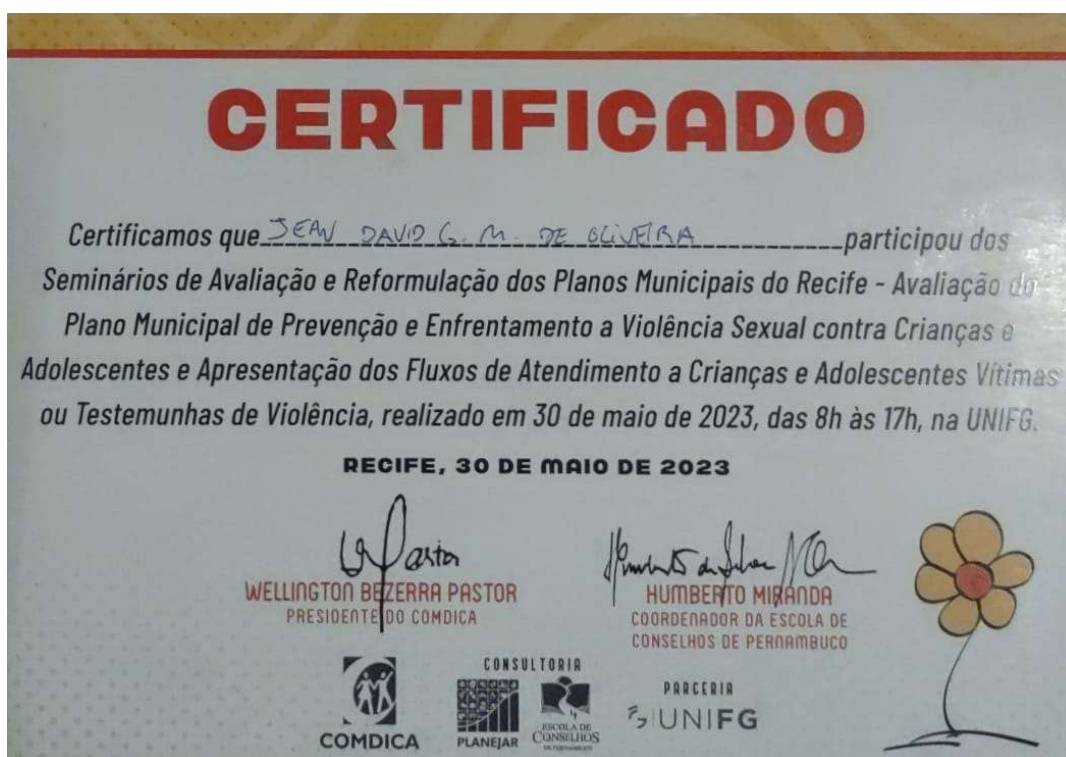 CERTIFICADO
Certificamos que JEAN DAVID G. M. DE OLIVEIRA participou dos
Seminários de Avaliação e Reformulação dos Planos Municipais do Recife - Avaliação do
Plano Municipal de Prevenção e Enfrentamento a Violência Sexual contra Crianças e
Adolescentes e Apresentação dos Fluxos de Atendimento a Crianças e Adolescentes Vítimas
ou Testemunhas de Violência, realizado em 30 de maio de 2023, das 8h às 17h, na UNIFG.
RECIFE, 30 DE MAIO DE 2023
WELLINGTON BEZERRA PASTOR
PRESIDENTE DO COMDICA
HUMBERTO MIRANDA
COORDENADOR DA ESCOLA DE
CONSELHOS DE PERNAMBUCO
COMDICA
CONSULTORIA
PLANEJAR
ESCOLA DE
CONSELHOS
DE PERNAMBUCO
PARCERIA
UNIFG